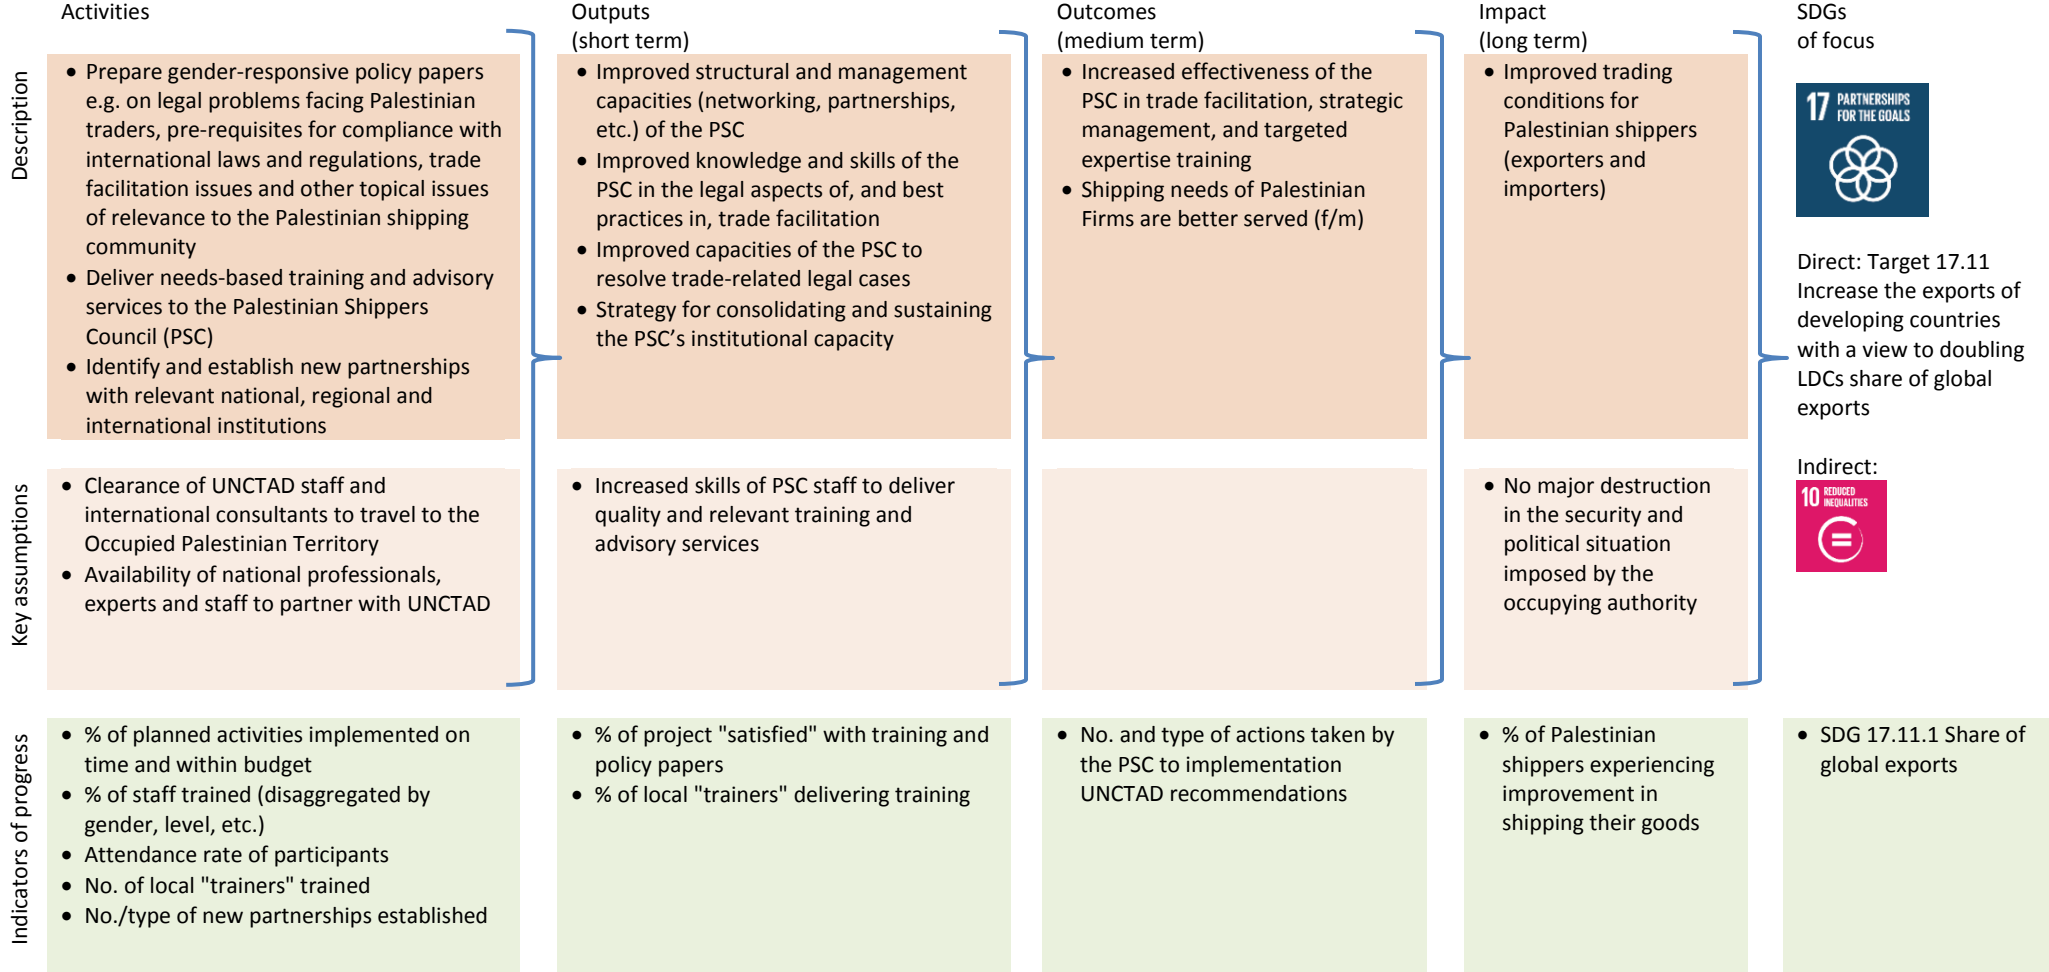 Activities
Outputs
(short term)
Outcomes
(medium term)
Impact
(long term)
SDGs
of focus
Description
• Prepare gender-responsive policy papers
e.g. on legal problems facing Palestinian
traders, pre-requisites for compliance with
international laws and regulations, trade
facilitation issues and other topical issues
of relevance to the Palestinian shipping
community
• Deliver needs-based training and advisory
services to the Palestinian Shippers
Council (PSC)
• Identify and establish new partnerships
with relevant national, regional and
international institutions
• Improved structural and management
capacities (networking, partnerships,
etc.) of the PSC
• Improved knowledge and skills of the
PSC in the legal aspects of, and best
practices in, trade facilitation
• Improved capacities of the PSC to
resolve trade-related legal cases
• Strategy for consolidating and sustaining
the PSC’s institutional capacity
• Increased effectiveness of the
PSC in trade facilitation, strategic
management, and targeted
expertise training
• Shipping needs of Palestinian
Firms are better served (f/m)
• Improved trading
conditions for
Palestinian shippers
(exporters and
importers)
17 PARTNERSHIPS
FOR THE GOALS
Direct: Target 17.11
Increase the exports of
developing countries
with a view to doubling
LDCs share of global
exports
Indirect:
10 REDUCED
INEQUALITIES
Key assumptions
• Clearance of UNCTAD staff and
international consultants to travel to the
Occupied Palestinian Territory
• Availability of national professionals,
experts and staff to partner with UNCTAD
• Increased skills of PSC staff to deliver
quality and relevant training and
advisory services
• No major destruction
in the security and
political situation
imposed by the
occupying authority
Indicators of progress
• % of planned activities implemented on
time and within budget
• % of staff trained (disaggregated by
gender, level, etc.)
• Attendance rate of participants
• No. of local "trainers" trained
• No./type of new partnerships established
• % of project "satisfied" with training and
policy papers
• % of local "trainers" delivering training
• No. and type of actions taken by
the PSC to implementation
UNCTAD recommendations
• % of Palestinian
shippers experiencing
improvement in
shipping their goods
• SDG 17.11.1 Share of
global exports